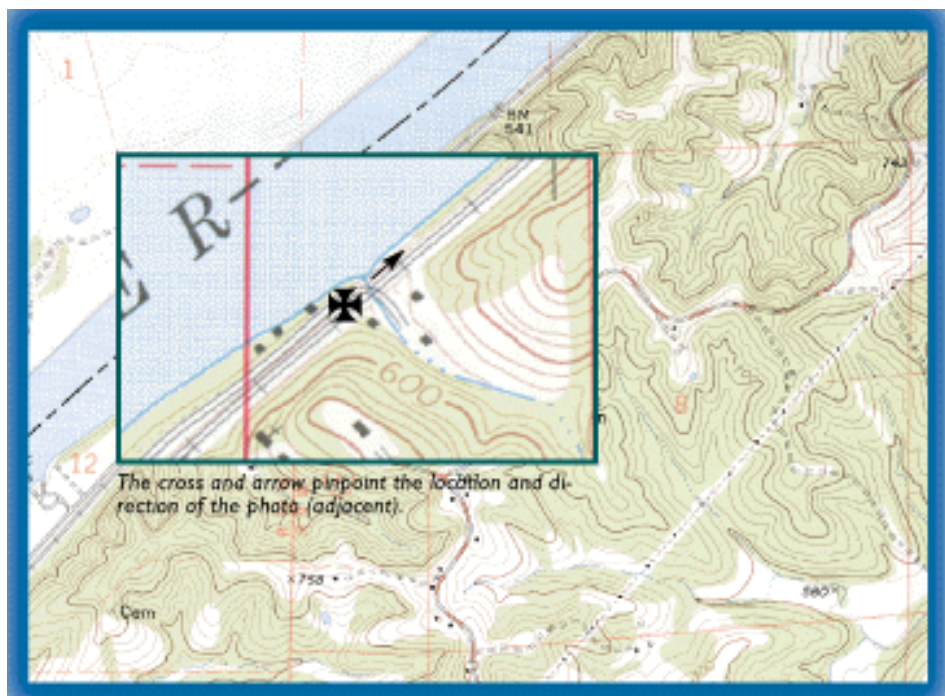 1
BM
541
743
E R
600
8
12
The cross and arrow pinpoint the location and di-
rection of the photo (adjacent).
×758
580
Cem